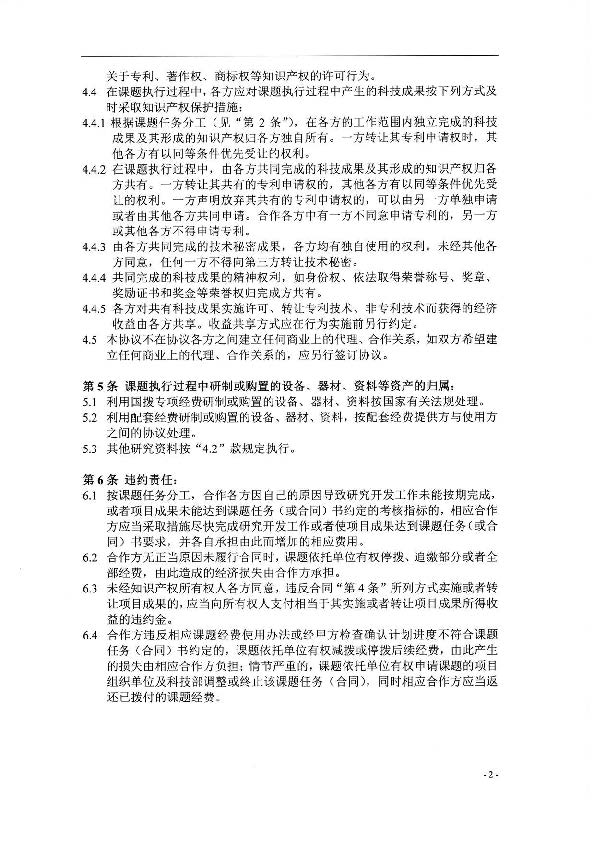 关于专利、著作权、商标权等知识产权的许可行为。
4.4 在课题执行过程中,各方应对课题执行过程中产生的科技成果按下列方式及
时采取知识产权保护措施:
4.4.1 根据课题任务分工(见“第 2 条”),在各方的工作范围内独立完成的科技
成果及其形成的知识产权归各方独自所有。一方转让其专利申请权时,其
他各方有以同等条件优先受让的权利。
4.4.2 在课题执行过程中,由各方共同完成的科技成果及其形成的知识产权归各
方共有。一方转让其共有的专利申请权的,其他各方有以同等条件优先受
让的权利。一方声明放弃其共有的专利申请权的,可以由另一方单独申请
或者由其他各方共同申请。合作各方中有一方不同意申请专利的,另一方
或其他各方不得申请专利。
4.4.3 由各方共同完成的技术秘密成果,各方均有独自使用的权利,未经其他各
方同意,任何一方不得向第三方转让技术秘密。
4.4.4 共同完成的科技成果的精神权利,如身份权、依法取得荣誉称号、奖章、
奖励证书和奖金等荣誉权归完成方共有。
4.4.5 各方对共有科技成果实施许可、转让专利技术、非专利技术而获得的经济
收益由各方共享。收益共享方式应在行为实施前另行约定。
4.5 本协议不在协议各方之间建立任何商业上的代理、合作关系,如双方希望建
立任何商业上的代理、合作关系的,应另行签订协议。
第 5 条 课题执行过程中研制或购置的设备、器材、资料等资产的归属:
5.1 利用国拨专项经费研制或购置的设备、器材、资料按国家有关法规处理。
5.2 利用配套经费研制或购置的设备、器材、资料,按配套经费提供方与使用方
之间的协议处理。
5.3 其他研究资料按“4.2”款规定执行。
第 6 条 违约责任:
6.1 按课题任务分工,合作各方因自己的原因导致研究开发工作未能按期完成,
或者项目成果未能达到课题任务(或合同)书约定的考核指标的,相应合作
方应当采取措施尽快完成研究开发工作或者使项目成果达到课题任务(或合
同)书要求,并各自承担由此而增加的相应费用。
6.2 合作方无正当原因未履行合同时,课题依托单位有权停拨、追缴部分或者全
部经费,由此造成的经济损失由合作方承担。
6.3 未经知识产权所有权人各方同意,违反合同“第 4 条”所列方式实施或者转
让项目成果的,应当向所有权人支付相当于其实施或者转让项目成果所得收
益的违约金。
6.4 合作方违反相应课题经费使用办法或经甲方检查确认计划进度不符合课题
任务(合同)书约定的,课题依托单位有权减拨或停拨后续经费,由此产生
的损失由相应合作方负担;情节严重的,课题依托单位有权申请课题的项目
组织单位及科技部调整或终止该课题任务(合同),同时相应合作方应当返
还已拨付的课题经费。
- 2 -